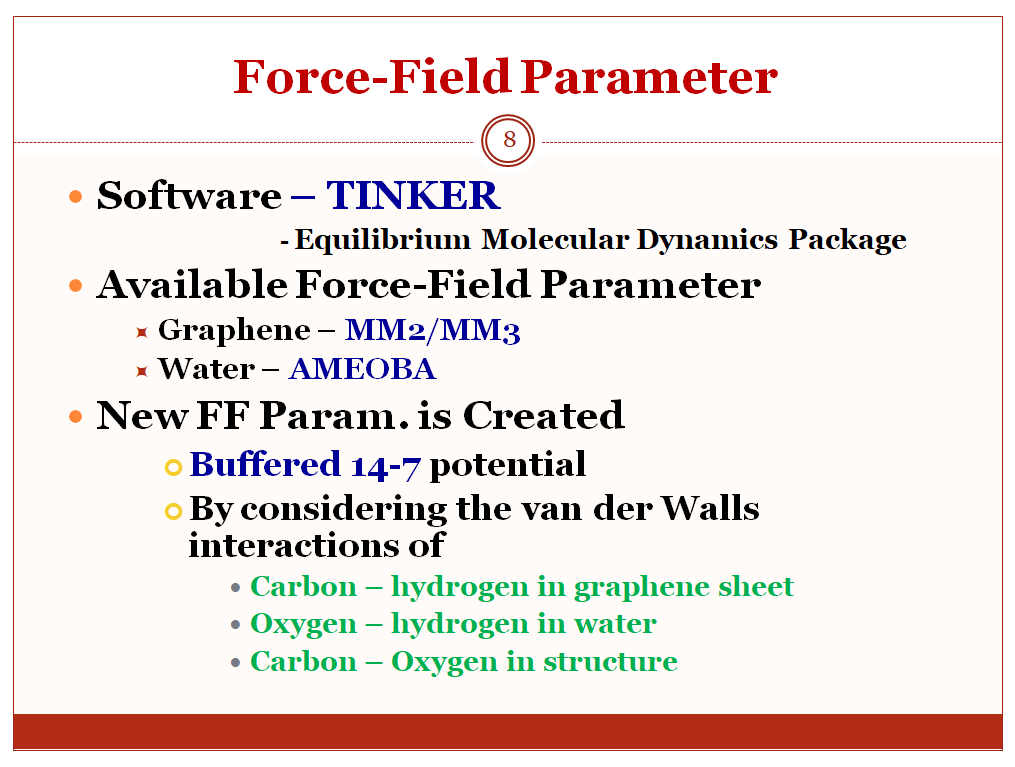 Force-Field Parameter
8
Software – TINKER
- Equilibrium Molecular Dynamics Package
Available Force-Field Parameter
Graphene – MM2/MM3
Water – AMEOBA
New FF Param. is Created
Buffered 14-7 potential
By considering the van der Walls
interactions of
Carbon – hydrogen in graphene sheet
Oxygen – hydrogen in water
Carbon – Oxygen in structure